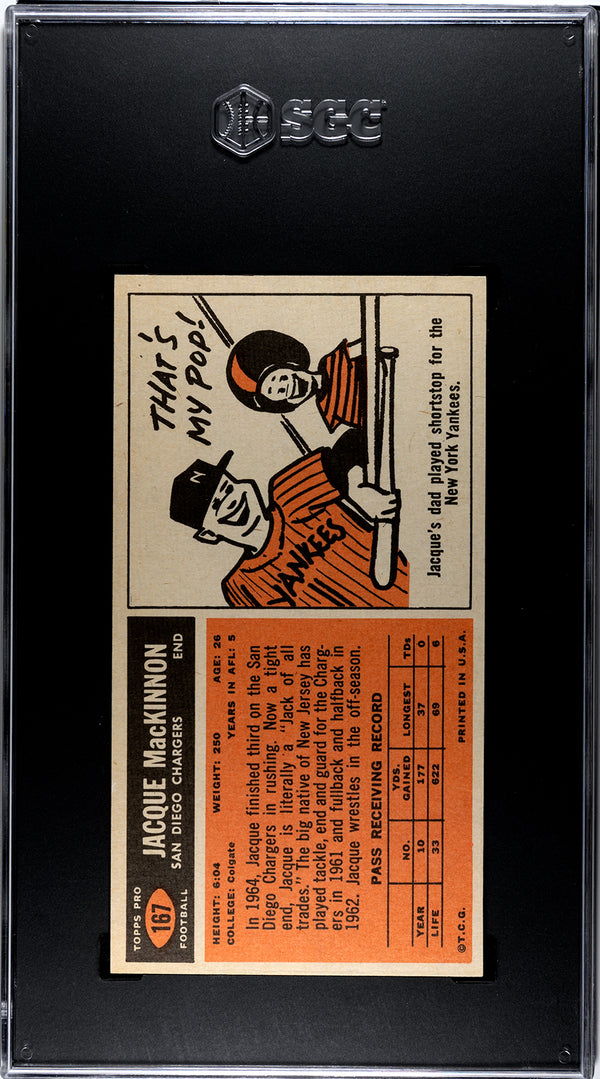 SGC
TOPPS PRO
167
FOOTBALL
JACQUE MacKINNON
SAN DIEGO CHARGERS END
HEIGHT: 6:04 WEIGHT: 250 AGE: 26
COLLEGE: Colgate YEARS IN AFL: 5
In 1964, Jacque finished third on the San
Diego Chargers in rushing. Now a tight
end, Jacque is literally a "Jack of all
trades." The big native of New Jersey has
played tackle, end and guard for the Charg-
ers in 1961 and fullback and halfback in
1962. Jacque wrestles in the off-season.
PASS RECEIVING RECORD
NO. YDS. GAINED LONGEST TDs
YEAR 10 177 37 0
LIFE 33 622 69 6
©T.C.G. PRINTED IN U.S.A.
THAT'S
MY POP!
N
YANKEES
Jacque's dad played shortstop for the
New York Yankees.